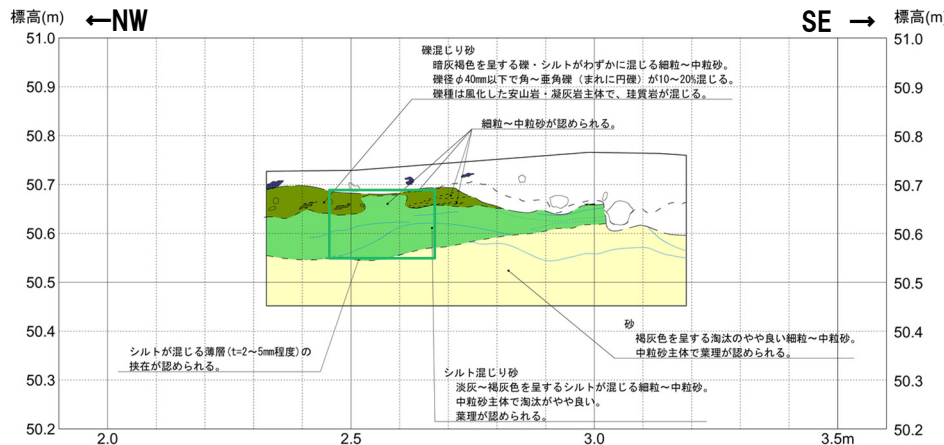 標高(m)
←NW
SE →
標高(m)
51.0
50.9
50.8
50.7
50.6
50.5
50.4
50.3
50.2
51.0
50.9
50.8
50.7
50.6
50.5
50.4
50.3
50.2
礫混じり砂
暗灰褐色を呈する礫・シルトがわずかに混じる細粒～中粒砂。
礫径φ40mm以下で角～亜角礫（まれに円礫）が10～20%混じる。
礫種は風化した安山岩・凝灰岩主体で、珪質岩が混じる。
細粒～中粒砂が認められる。
シルトが混じる薄層(t=2～5mm程度)の
挟在が認められる。
シルト混じり砂
淡灰～褐灰色を呈するシルトが混じる細粒～中粒砂。
中粒砂主体で淘汰がやや良い。
葉理が認められる。
砂
褐灰色を呈する淘汰のやや良い細粒～中粒砂。
中粒砂主体で葉理が認められる。
2.0
2.5
3.0
3.5m